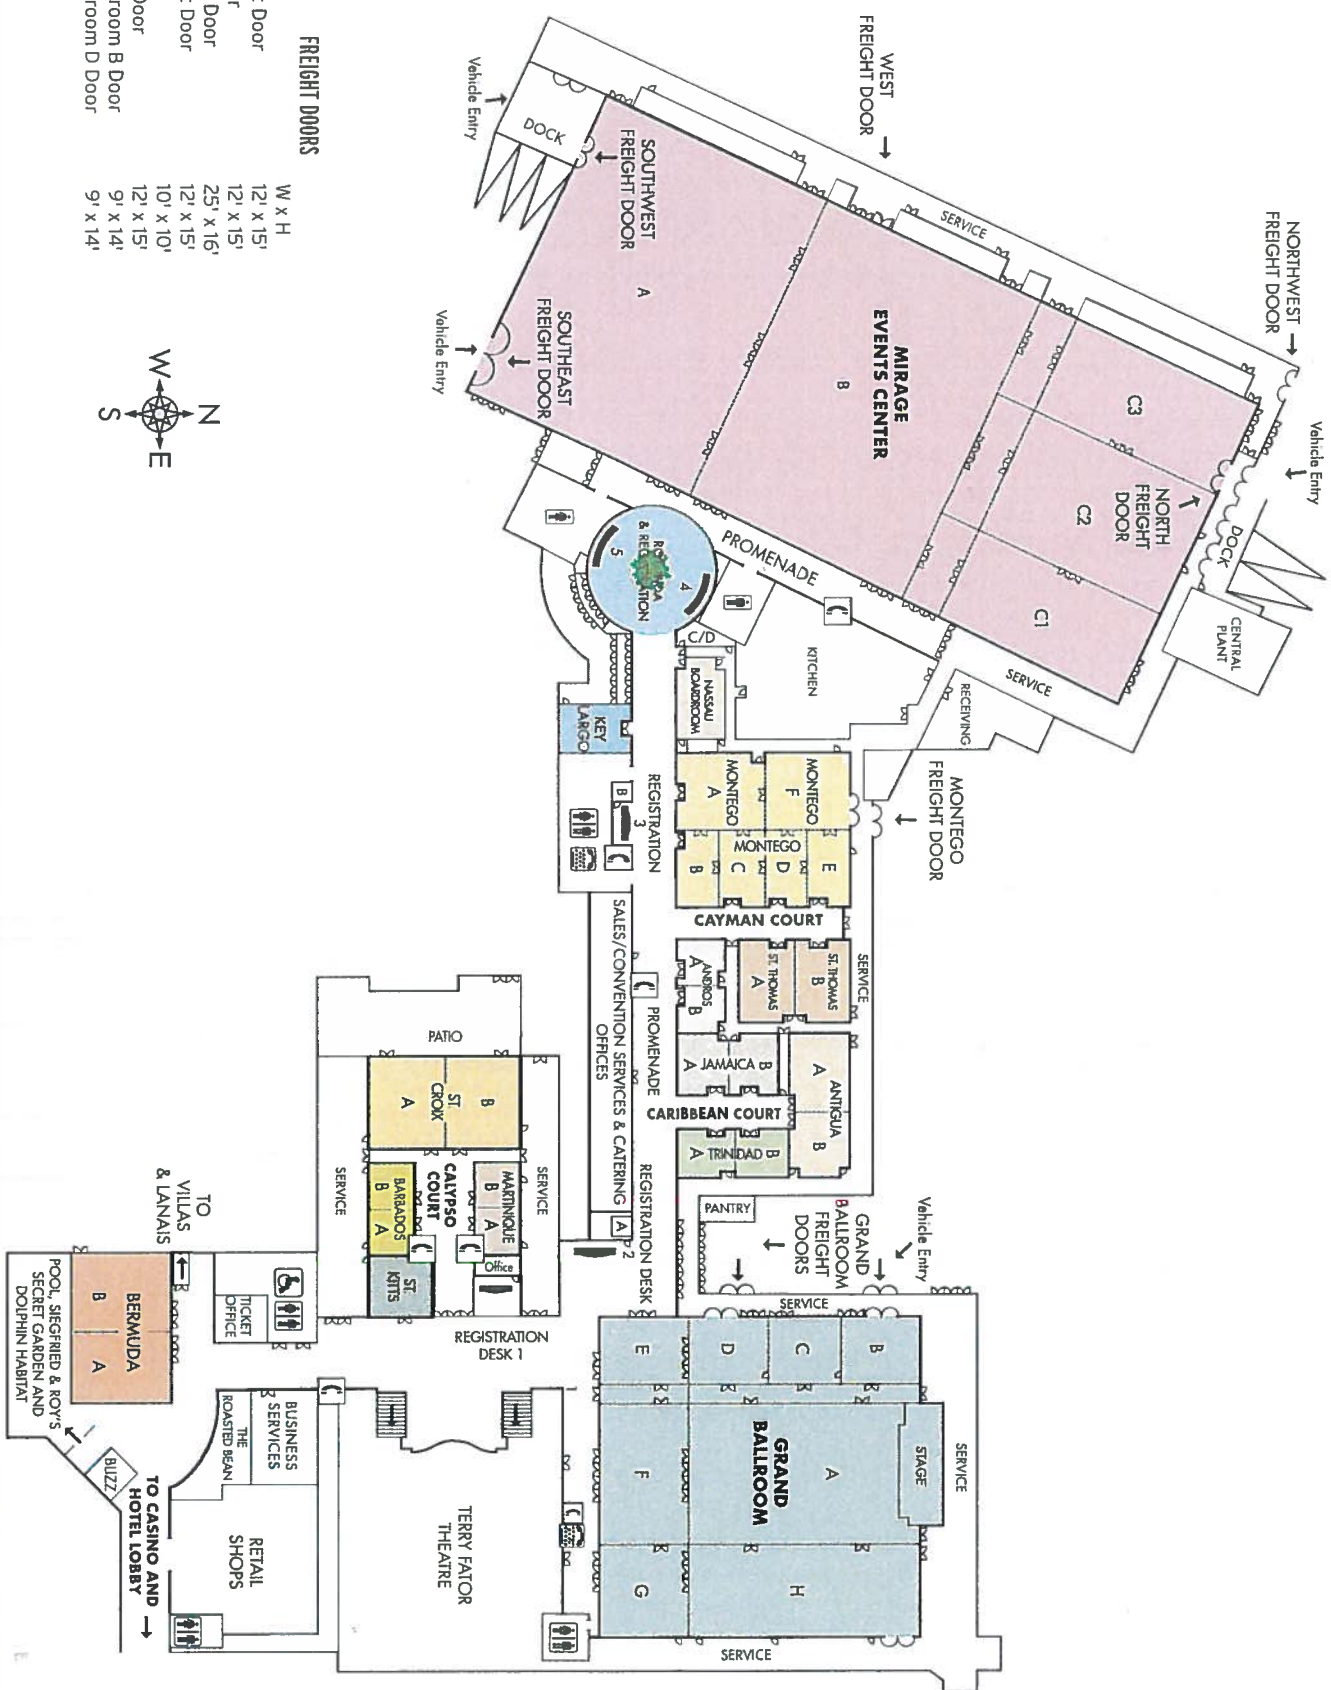 FREIGHT DOORS
W x H
Door 12' x 15'
12' x 15'
Door 25' x 16'
Door 12' x 15'
10' x 10'
Door 12' x 15'
room B Door 9' x 14'
room D Door 9' x 14'
N
W
E
S
WEST
FREIGHT DOOR
NORTHWEST
FREIGHT DOOR
Vehicle Entry
Vehicle Entry
Vehicle Entry
DOCK
SOUTHWEST
FREIGHT DOOR
SOUTHEAST
FREIGHT DOOR
SERVICE
A
MIRAGE
EVENTS CENTER
B
C3
C2
C1
NORTH
FREIGHT
DOOR
DOCK
CENTRAL
PLANT
SERVICE
RECEIVING
PROMENADE
& REGISTRATION
5
4
C/D
KITCHEN
NASSAU
BOARDROOM
KEY
LARGO
MONTEGO
FREIGHT DOOR
MONTEGO
A
MONTEGO
F
MONTEGO
B
C
D
E
REGISTRATION
3
B
CAYMAN COURT
SALES/CONVENTION SERVICES & CATERING
OFFICES
PROMENADE
ANDROS
A
B
ST. THOMAS
A
ST. THOMAS
B
SERVICE
JAMAICA
A
B
ANTIGUA
A
B
CARIBBEAN COURT
TRINIDAD
A
B
REGISTRATION DESK
2
A
PANTRY
GRAND
BALLROOM
FREIGHT
DOORS
Vehicle Entry
SERVICE
PATIO
ST.
CROIX
A
B
SERVICE
SERVICE
CALYPSO
COURT
MARTINIQUE
B
A
BARBADOS
B
A
Office
ST.
KITTS
REGISTRATION
DESK 1
TO
VILLAS
& LANAIS
TICKET
OFFICE
BERMUDA
B
A
POOL, SIEGFRIED & ROY'S
SECRET GARDEN AND
DOLPHIN HABITAT
BUZZ
THE
ROASTED BEAN
BUSINESS
SERVICES
RETAIL
SHOPS
TO CASINO AND
HOTEL LOBBY
TERRY FATOR
THEATRE
GRAND
BALLROOM
E
D
C
B
A
F
G
H
STAGE
SERVICE
SERVICE